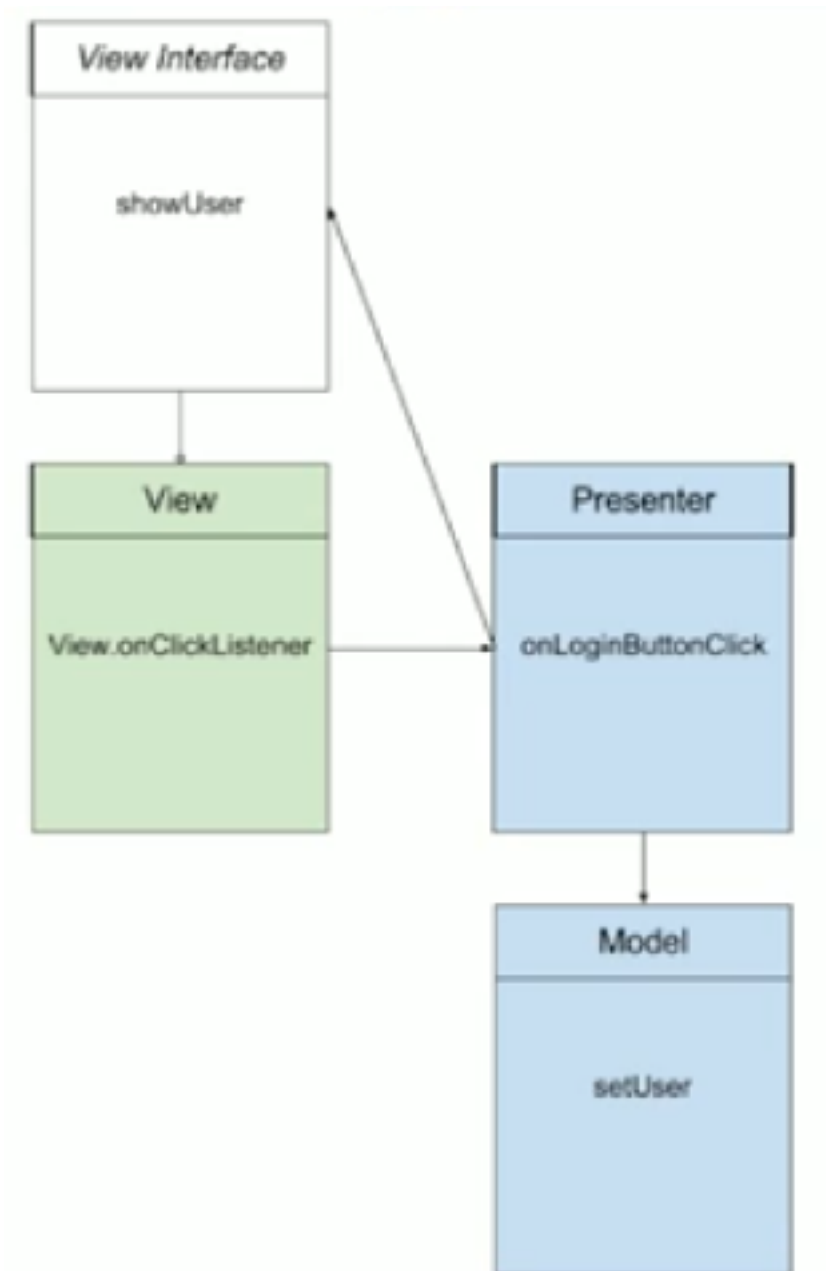 View Interface
showUser
View
Presenter
View.onClickListener
onLoginButtonClick
Model
setUser